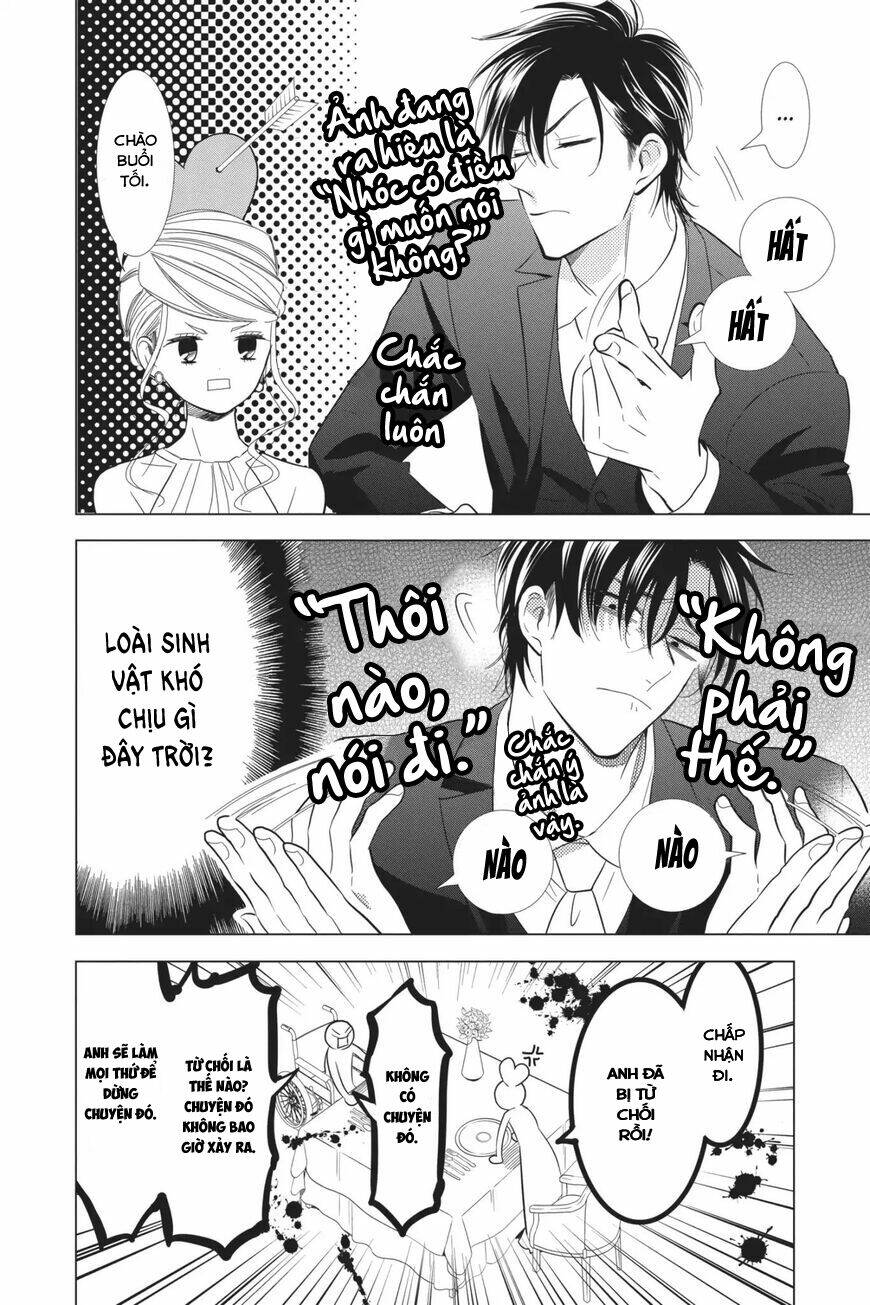 ...
HẤT
HẤT
Ảnh đang
ra hiệu là
"Nhóc có điều
gì muốn nói
không?"
Chắc
chắn
luôn
CHÀO
BUỔI
TỐI.
"Không
phải
thế."
NÀO
Chắc
chắn ý
ảnh là
vậy.
NÀO
"Thôi
nào,
nói đi."
LOÀI SINH
VẬT KHÓ
CHỊU GÌ
ĐÂY TRỜI?
CHẤP
NHẬN
ĐI.
ANH ĐÃ
BỊ TỪ
CHỐI
RỒI!
KHÔNG
CÓ
CHUYỆN
ĐÓ.
TỪ CHỐI LÀ
THẾ NÀO?
CHUYỆN ĐÓ
KHÔNG BAO
GIỜ XẢY RA.
ANH SẼ LÀM
MỌI THỨ ĐỂ
DỪNG
CHUYỆN ĐÓ.